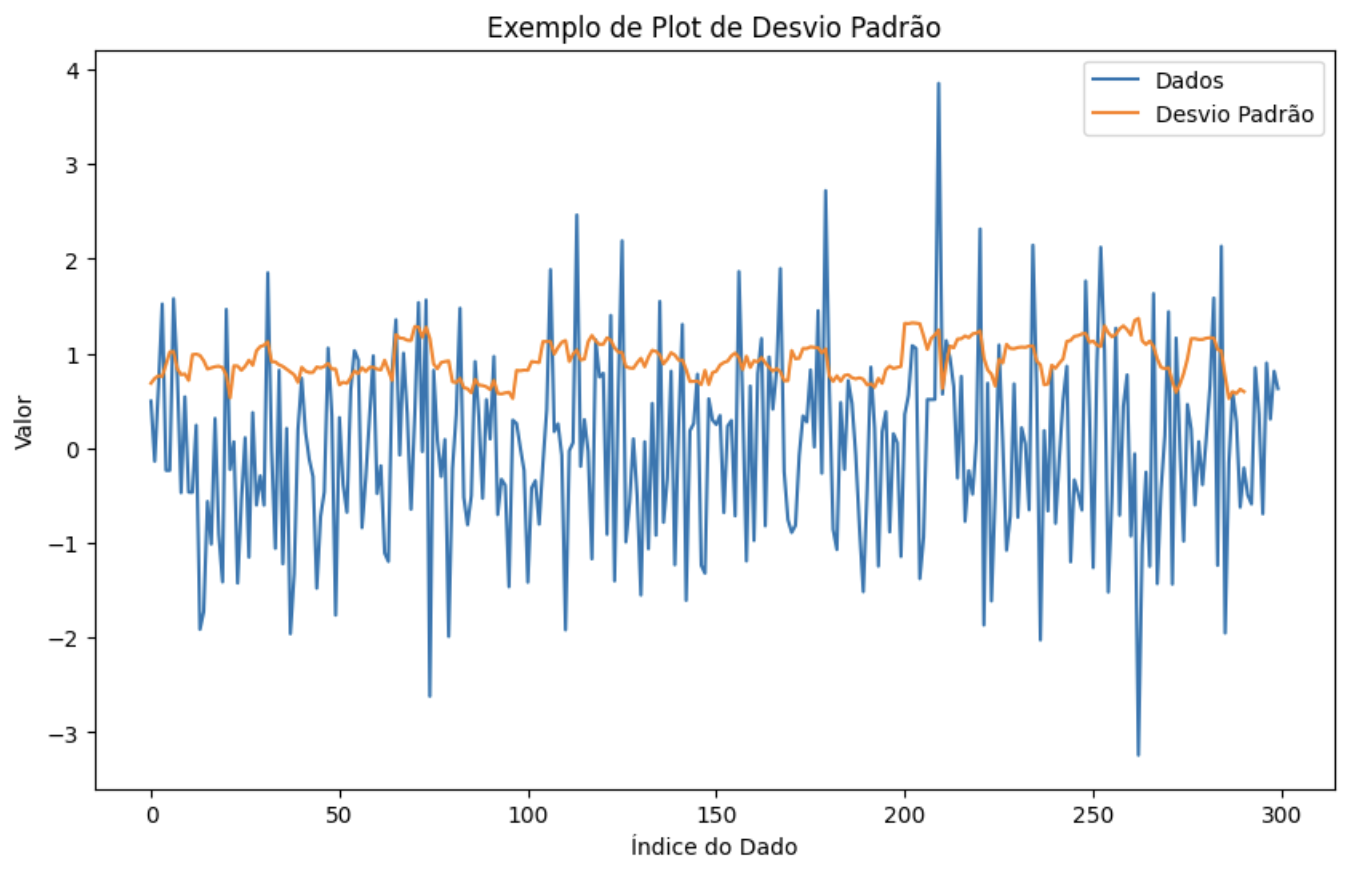 Exemplo de Plot de Desvio Padrão
Dados
Desvio Padrão
4
3
2
1
0
−1
−2
−3
Valor
0 50 100 150 200 250 300
Índice do Dado